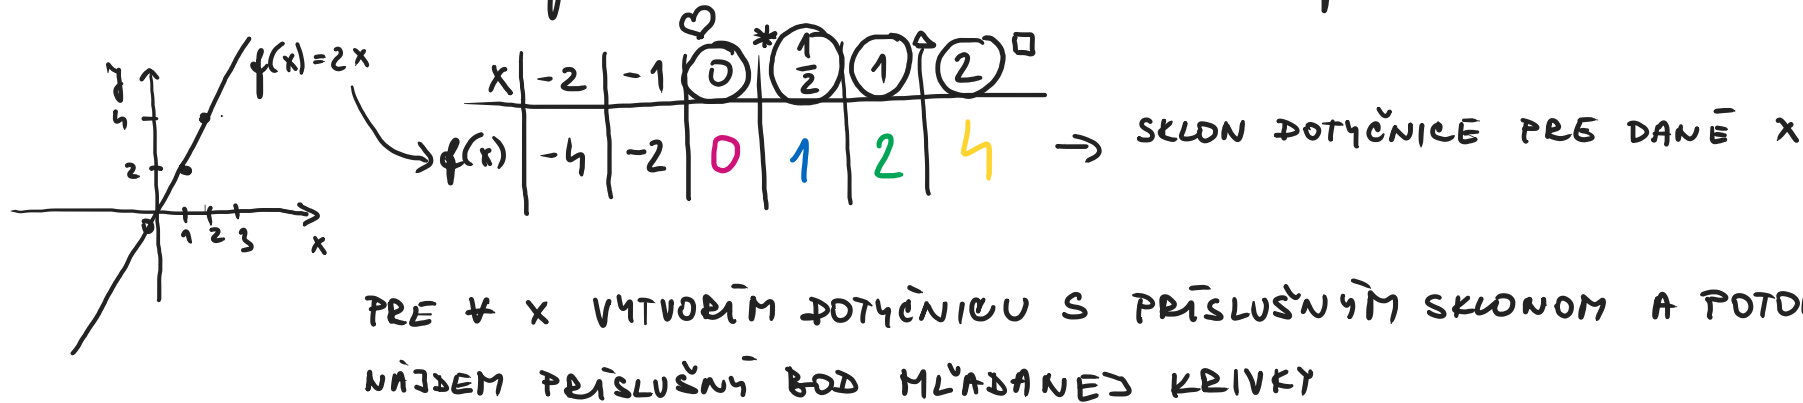 y
f(x) = 2x
4
2
0 1 2 3
x
x -2 -1 0 1/2 1 2
f(x) -4 -2 0 1 2 4
→ SKLON DOTYČNICE PRE DANÉ X
PRE ∀ X VYTVORÍM DOTYČNICU S PRÍSLUŠNÝM SKLONOM A
NÁJDEM PRÍSLUŠNÝ BOD HĽADANEJ KRIVKY